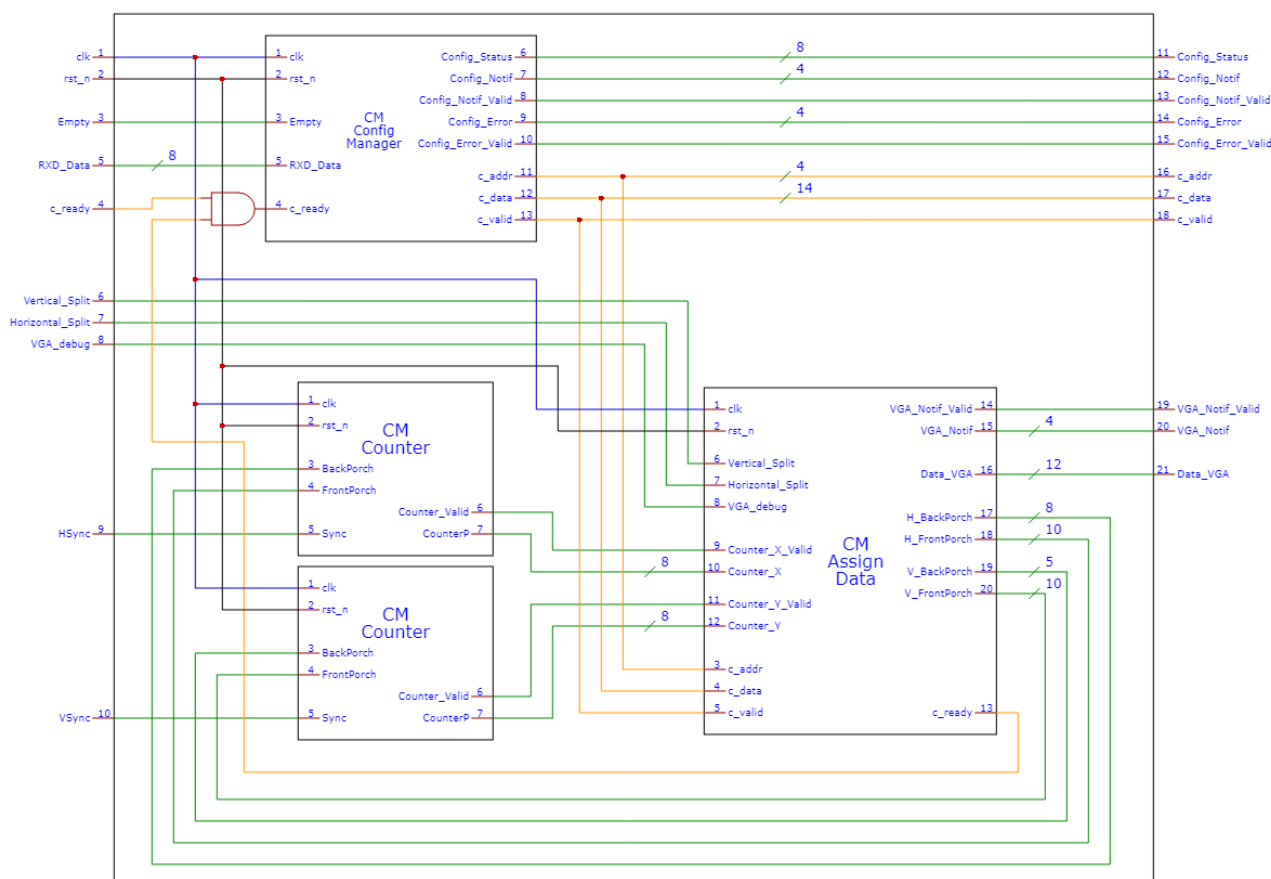 clk 1
rst_n 2
Empty 3
RXD_Data 5
8
c_ready 4
1 clk
2 rst_n
3 Empty
5 RXD_Data
4 c_ready
CM
Config
Manager
Config_Status 6
Config_Notif 7
Config_Notif_Valid 8
Config_Error 9
Config_Error_Valid 10
c_addr 11
c_data 12
c_valid 13
8
4
4
4
14
11 Config_Status
12 Config_Notif
13 Config_Notif_Valid
14 Config_Error
15 Config_Error_Valid
16 c_addr
17 c_data
18 c_valid
Vertical_Split 6
Horizontal_Split 7
VGA_debug 8
HSync 9
VSync 10
1 clk
2 rst_n
CM
Counter
3 BackPorch
4 FrontPorch
5 Sync
Counter_Valid 6
CounterP 7
1 clk
2 rst_n
CM
Counter
3 BackPorch
4 FrontPorch
5 Sync
Counter_Valid 6
CounterP 7
8
8
1 clk
2 rst_n
6 Vertical_Split
7 Horizontal_Split
8 VGA_debug
9 Counter_X_Valid
10 Counter_X
11 Counter_Y_Valid
12 Counter_Y
3 c_addr
4 c_data
5 c_valid
CM
Assign
Data
VGA_Notif_Valid 14
VGA_Notif 15
Data_VGA 16
H_BackPorch 17
H_FrontPorch 18
V_BackPorch 19
V_FrontPorch 20
c_ready 13
4
12
8
10
5
10
19 VGA_Notif_Valid
20 VGA_Notif
21 Data_VGA